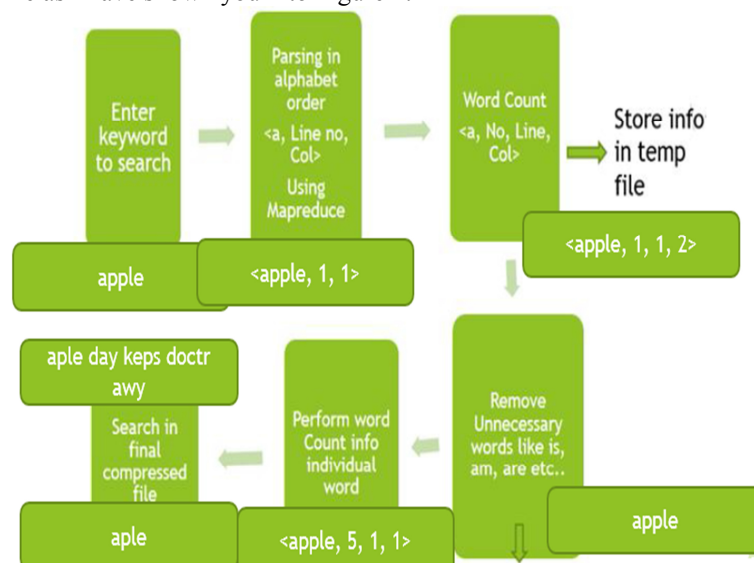 Enter
keyword
to search
apple
Parsing in
alphabet
order
<a, Line no,
Col>
Using
Mapreduce
<apple, 1, 1>
Word Count
<a, No, Line,
Col>
<apple, 1, 1, 2>
Store info
in temp
file
Remove
Unnecessary
words like is,
am, are etc..
apple
Perform word
Count info
individual
word
<apple, 5, 1, 1>
aple day keps doctr
awy
Search in
final
compressed
file
aple